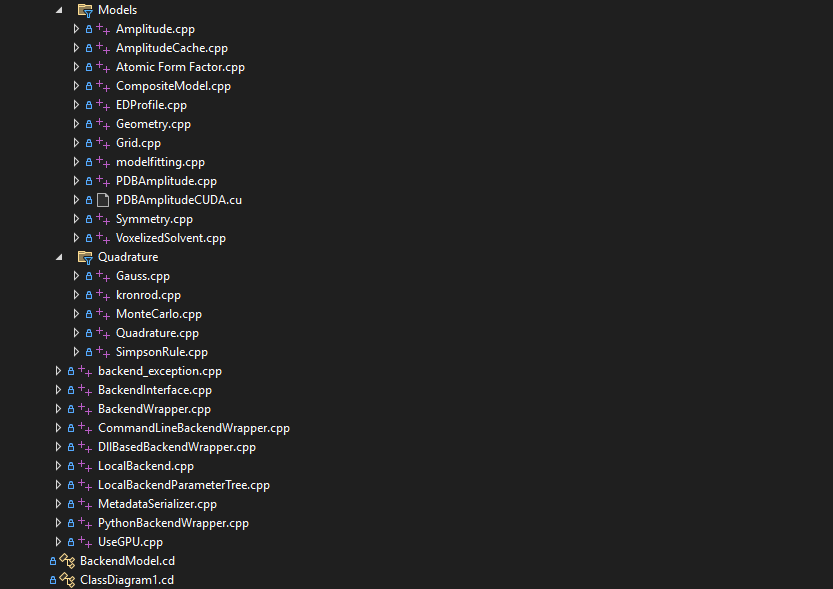 Models
Amplitude.cpp
AmplitudeCache.cpp
Atomic Form Factor.cpp
CompositeModel.cpp
EDProfile.cpp
Geometry.cpp
Grid.cpp
modelfitting.cpp
PDBAmplitude.cpp
PDBAmplitudeCUDA.cu
Symmetry.cpp
VoxelizedSolvent.cpp
Quadrature
Gauss.cpp
kronrod.cpp
MonteCarlo.cpp
Quadrature.cpp
SimpsonRule.cpp
backend_exception.cpp
BackendInterface.cpp
BackendWrapper.cpp
CommandLineBackendWrapper.cpp
DllBasedBackendWrapper.cpp
LocalBackend.cpp
LocalBackendParameterTree.cpp
MetadataSerializer.cpp
PythonBackendWrapper.cpp
UseGPU.cpp
BackendModel.cd
ClassDiagram1.cd